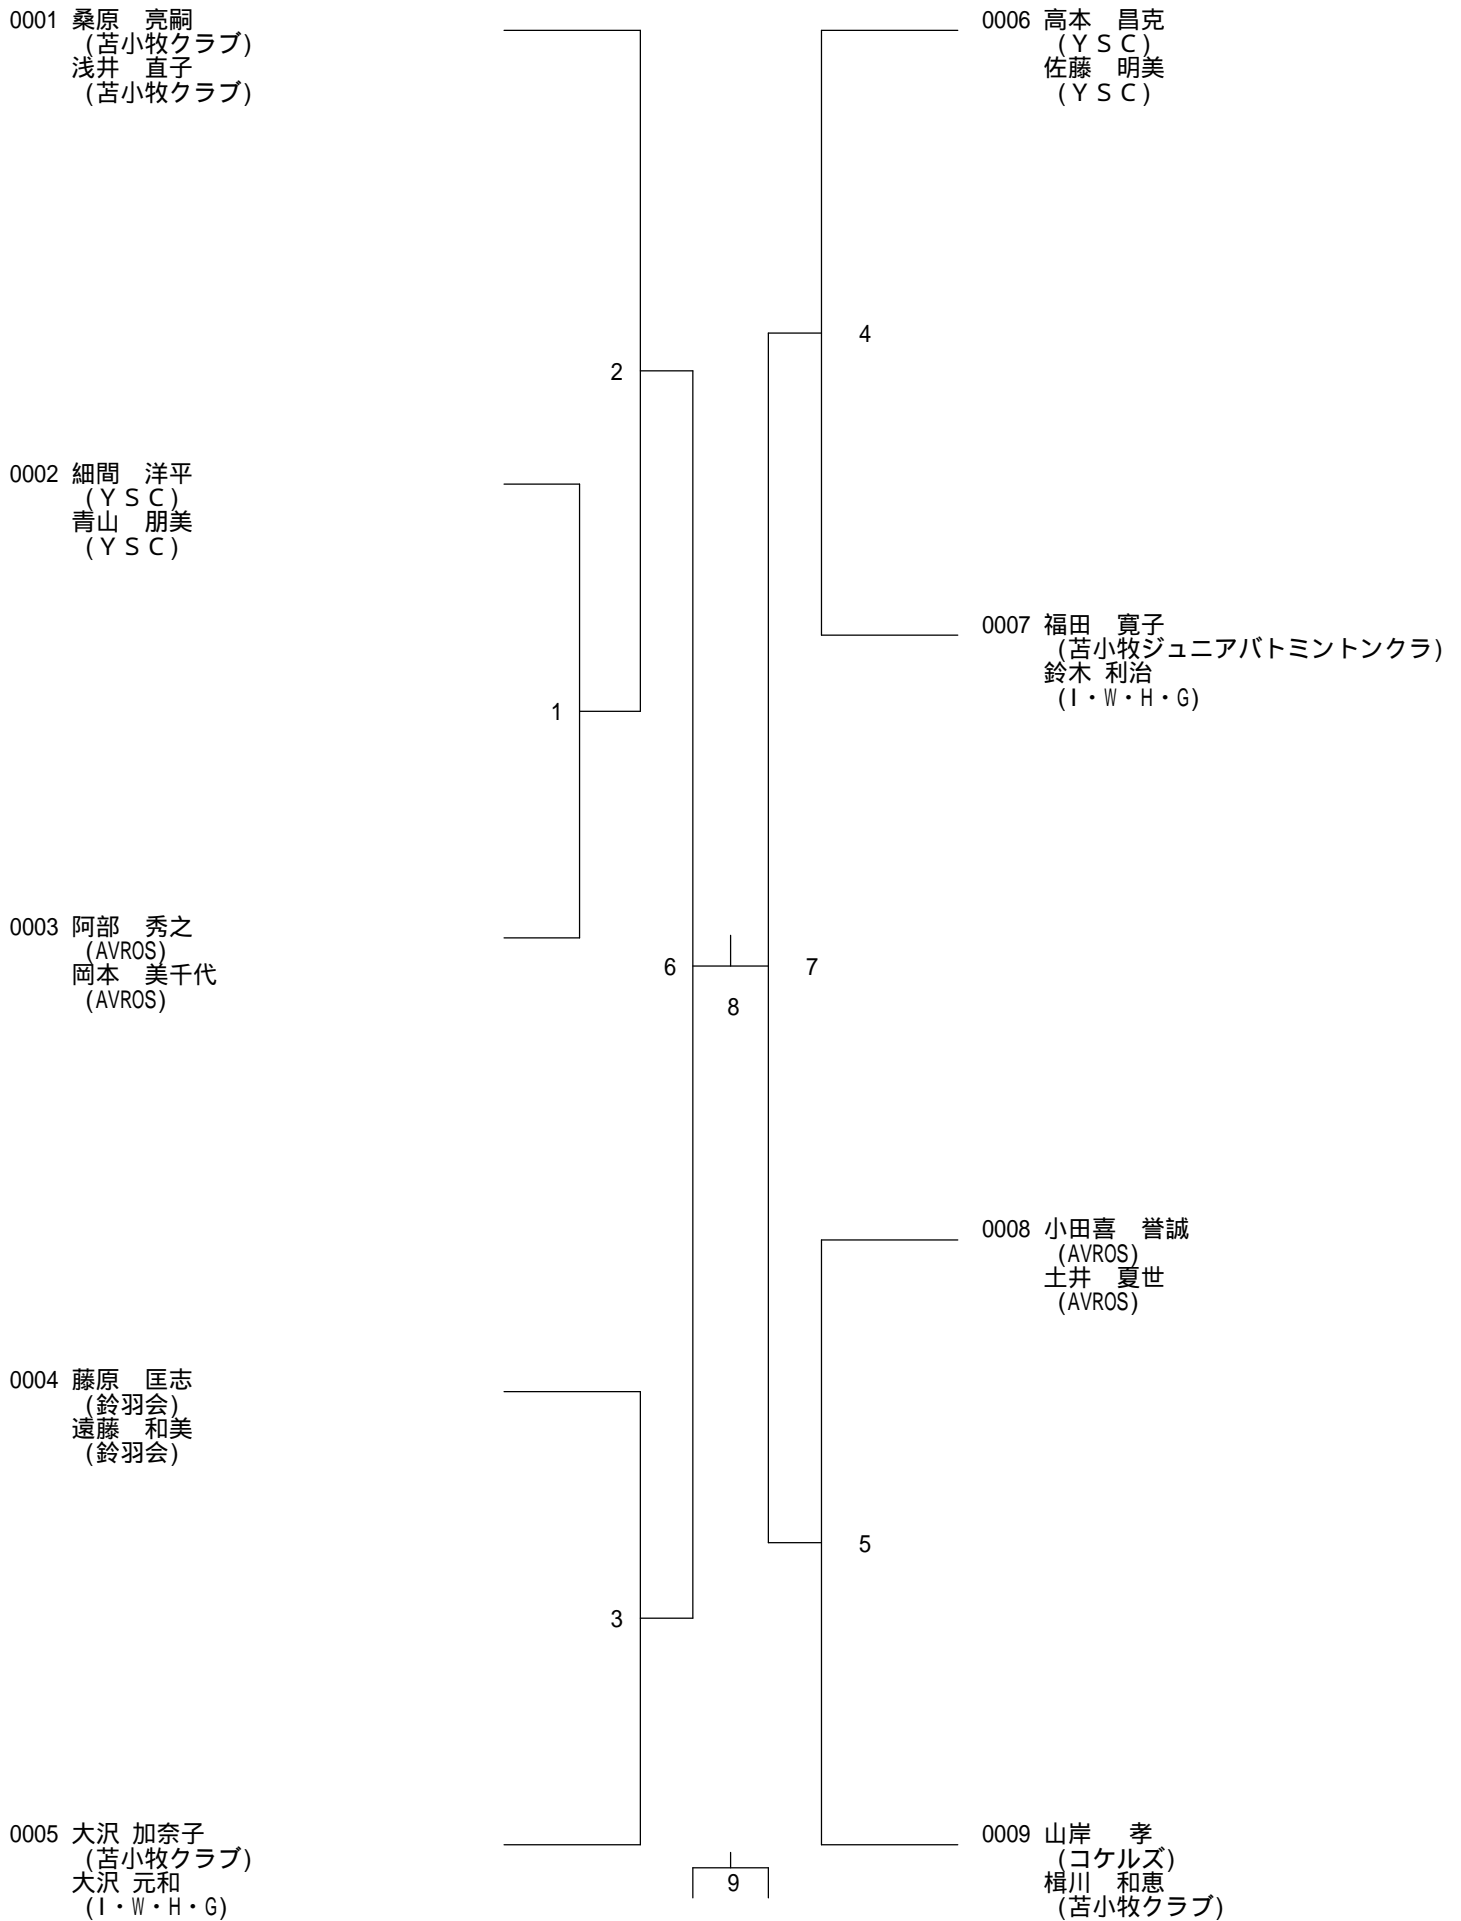 0001 桑原　亮嗣
(苫小牧クラブ)
浅井　直子
(苫小牧クラブ)
2
0002 細間　洋平
(ＹＳＣ)
青山　朋美
(ＹＳＣ)
1
0003 阿部　秀之
(AVROS)
岡本　美千代
(AVROS)
6
8
0004 藤原　匡志
(鈴羽会)
遠藤　和美
(鈴羽会)
3
0005 大沢 加奈子
(苫小牧クラブ)
大沢 元和
(I・W・H・G)
9
0006 高本　昌克
(ＹＳＣ)
佐藤　明美
(ＹＳＣ)
4
0007 福田　寛子
(苫小牧ジュニアバトミントンクラ)
鈴木 利治
(I・W・H・G)
7
0008 小田喜　誉誠
(AVROS)
土井　夏世
(AVROS)
5
0009 山岸　孝
(コケルズ)
楫川　和恵
(苫小牧クラブ)